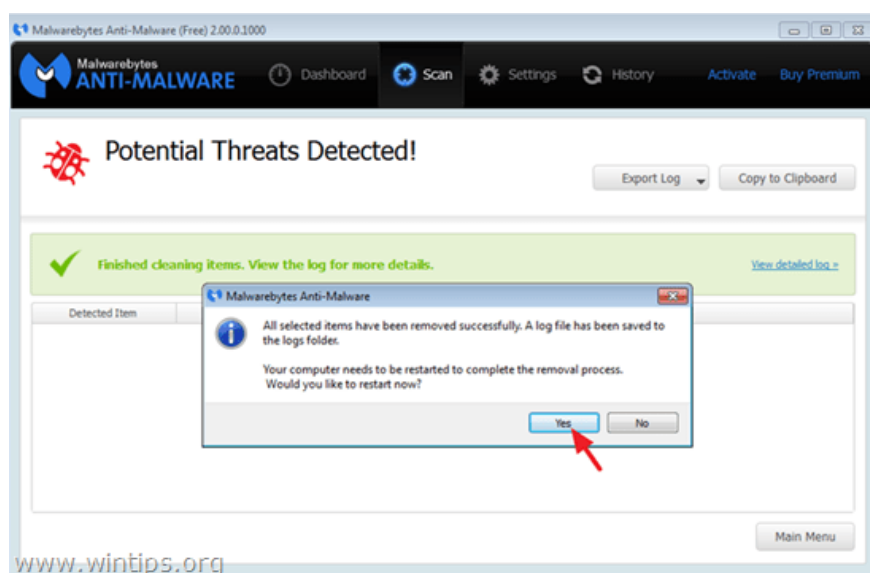 Malwarebytes Anti-Malware (Free) 2.00.0.1000
Malwarebytes
ANTI-MALWARE
Dashboard
Scan
Settings
History
Activate
Buy Premium
Potential Threats Detected!
Export Log
Copy to Clipboard
Finished cleaning items. View the log for more details.
View detailed log »
Detected Item
Malwarebytes Anti-Malware
All selected items have been removed successfully. A log file has been saved to
the logs folder.
Your computer needs to be restarted to complete the removal process.
Would you like to restart now?
Yes
No
Main Menu
www.wintips.org